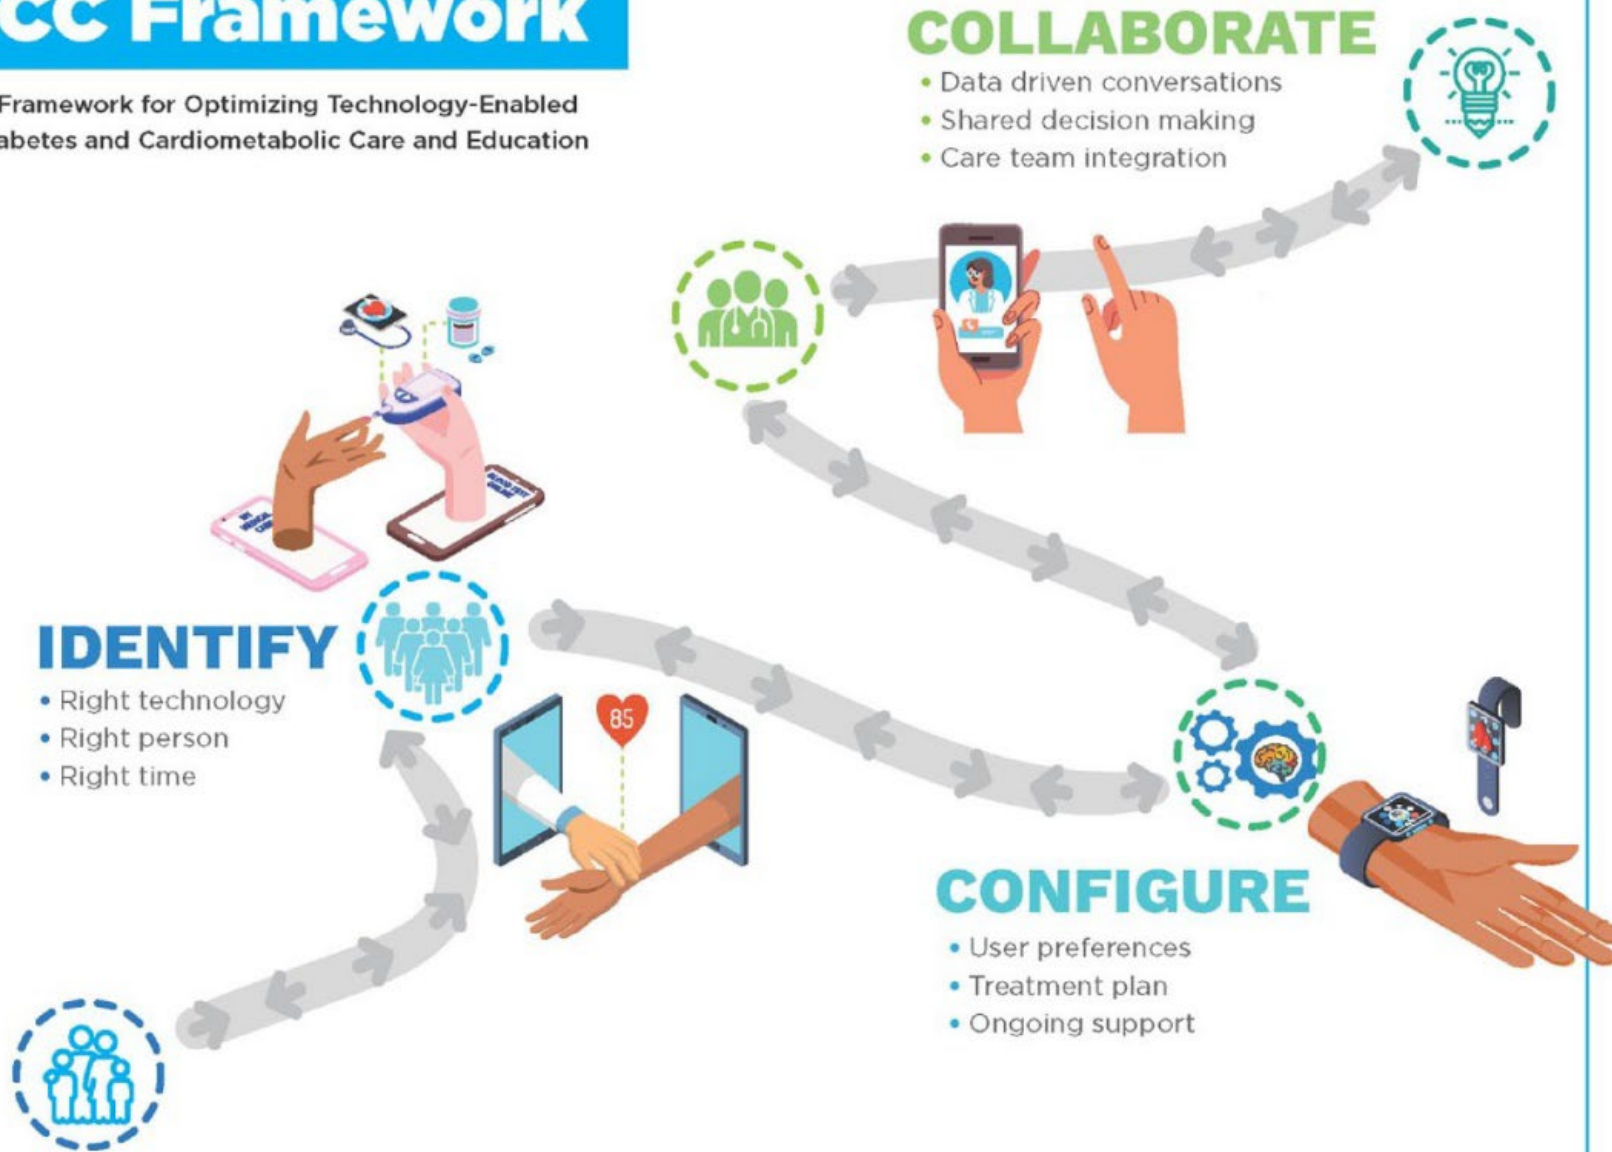 CC Framework
Framework for Optimizing Technology-Enabled
abetes and Cardiometabolic Care and Education
COLLABORATE
• Data driven conversations
• Shared decision making
• Care team integration
IDENTIFY
• Right technology
• Right person
• Right time
85
CONFIGURE
• User preferences
• Treatment plan
• Ongoing support